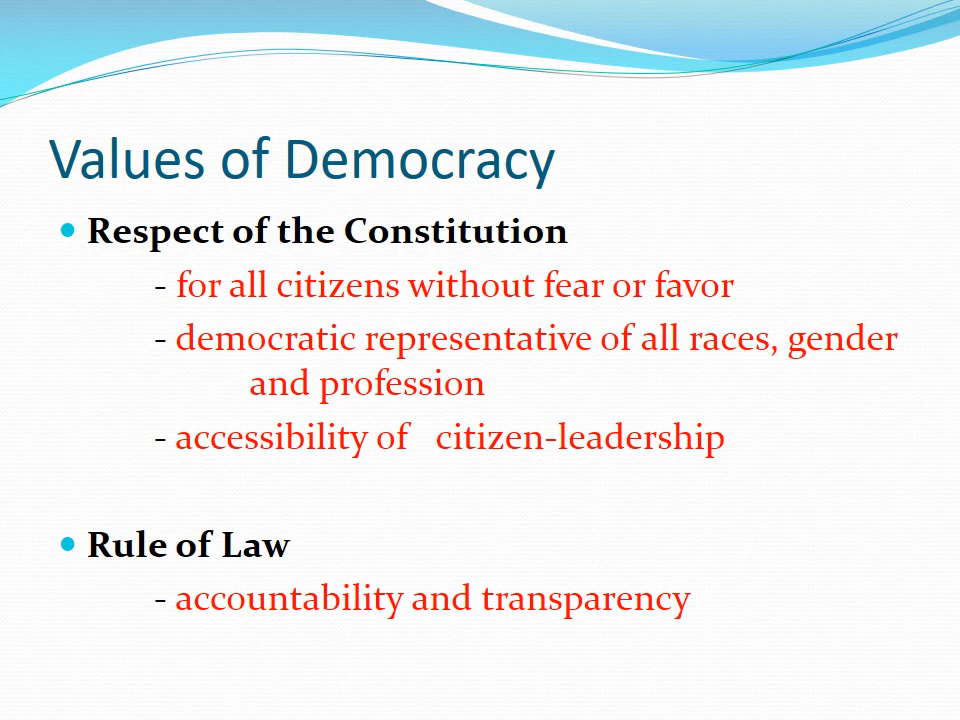 Values of Democracy
• Respect of the Constitution
- for all citizens without fear or favor
- democratic representative of all races, gender
and profession
- accessibility of citizen-leadership
• Rule of Law
- accountability and transparency